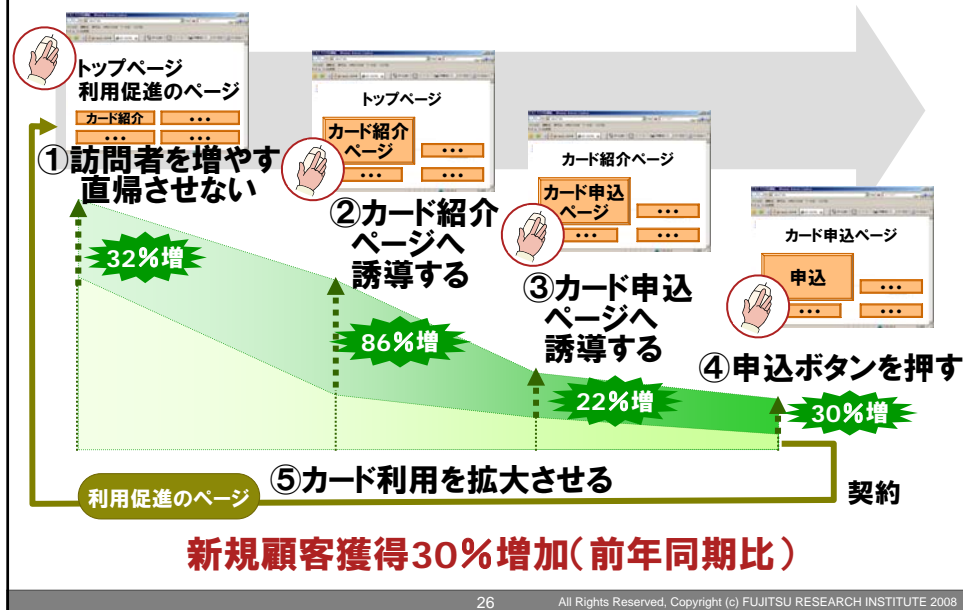 トップページ
利用促進のページ
カード紹介
•••
•••
•••
①訪問者を増やす
直帰させない
トップページ
カード紹介
ページ
•••
•••
•••
②カード紹介
ページへ
誘導する
カード紹介ページ
カード申込
ページ
•••
•••
•••
③カード申込
ページへ
誘導する
カード申込ページ
申込
•••
•••
•••
④申込ボタンを押す
32%増
86%増
22%増
30%増
⑤カード利用を拡大させる
利用促進のページ
契約
新規顧客獲得30%増加(前年同期比)
26
All Rights Reserved, Copyright (c) FUJITSU RESEARCH INSTITUTE 2008